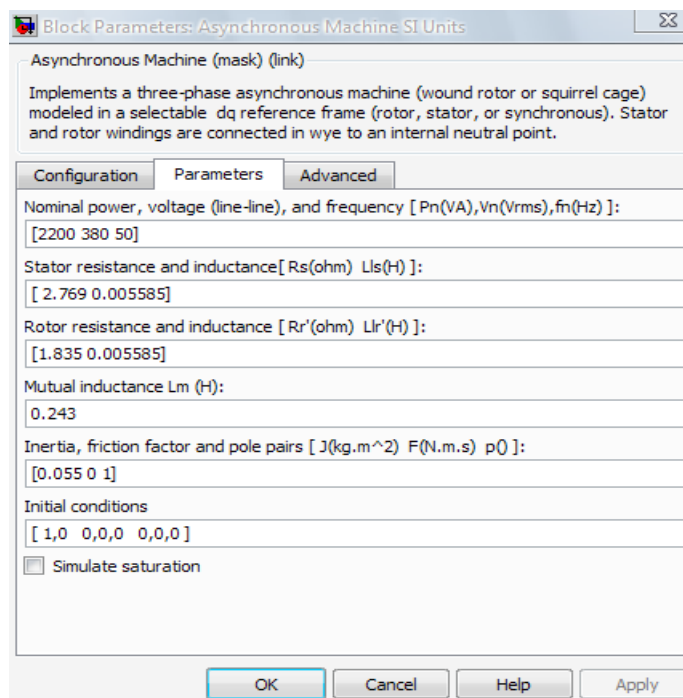 Block Parameters: Asynchronous Machine SI Units
Asynchronous Machine (mask) (link)
Implements a three-phase asynchronous machine (wound rotor or squirrel cage)
modeled in a selectable dq reference frame (rotor, stator, or synchronous). Stator
and rotor windings are connected in wye to an internal neutral point.
Configuration Parameters Advanced
Nominal power, voltage (line-line), and frequency [ Pn(VA),Vn(Vrms),fn(Hz) ]:
[2200 380 50]
Stator resistance and inductance[ Rs(ohm) Lls(H) ]:
[ 2.769 0.005585]
Rotor resistance and inductance [ Rr'(ohm) Llr'(H) ]:
[1.835 0.005585]
Mutual inductance Lm (H):
0.243
Inertia, friction factor and pole pairs [ J(kg.m^2) F(N.m.s) p() ]:
[0.055 0 1]
Initial conditions
[ 1,0 0,0,0 0,0,0 ]
Simulate saturation
OK Cancel Help Apply